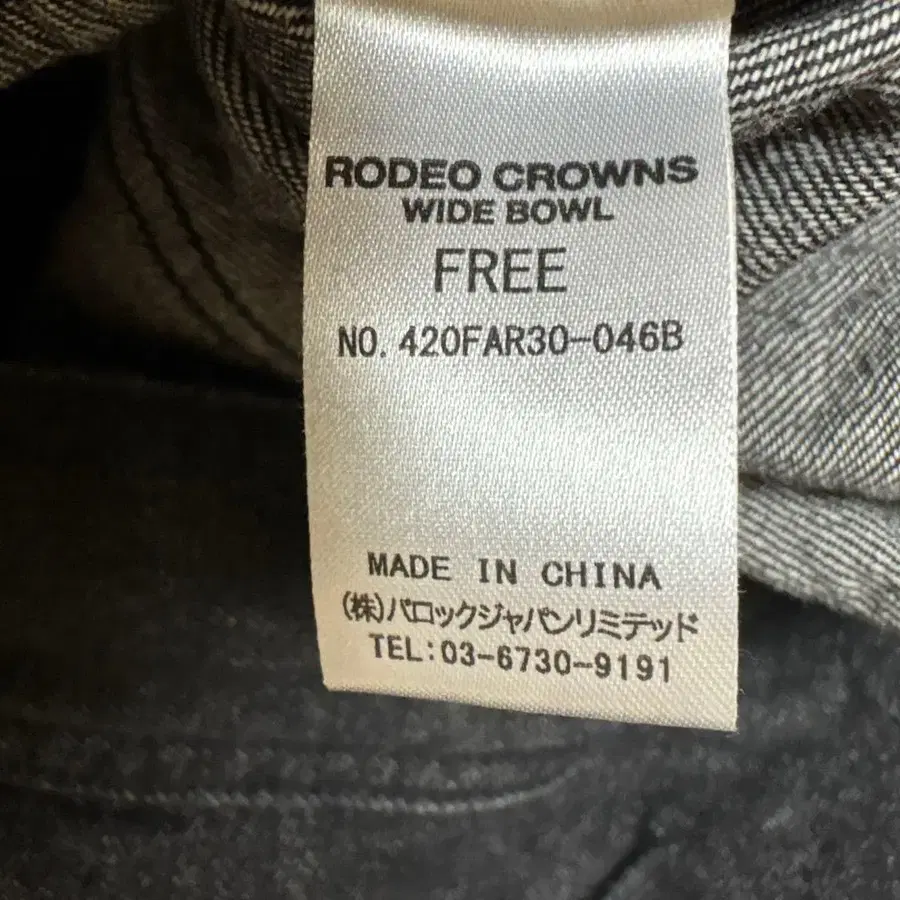 RODEO CROWNS
WIDE BOWL
FREE
NO. 420FAR30-046B
MADE IN CHINA
(株)バロックジャパンリミテッド
TEL:03-6730-9191